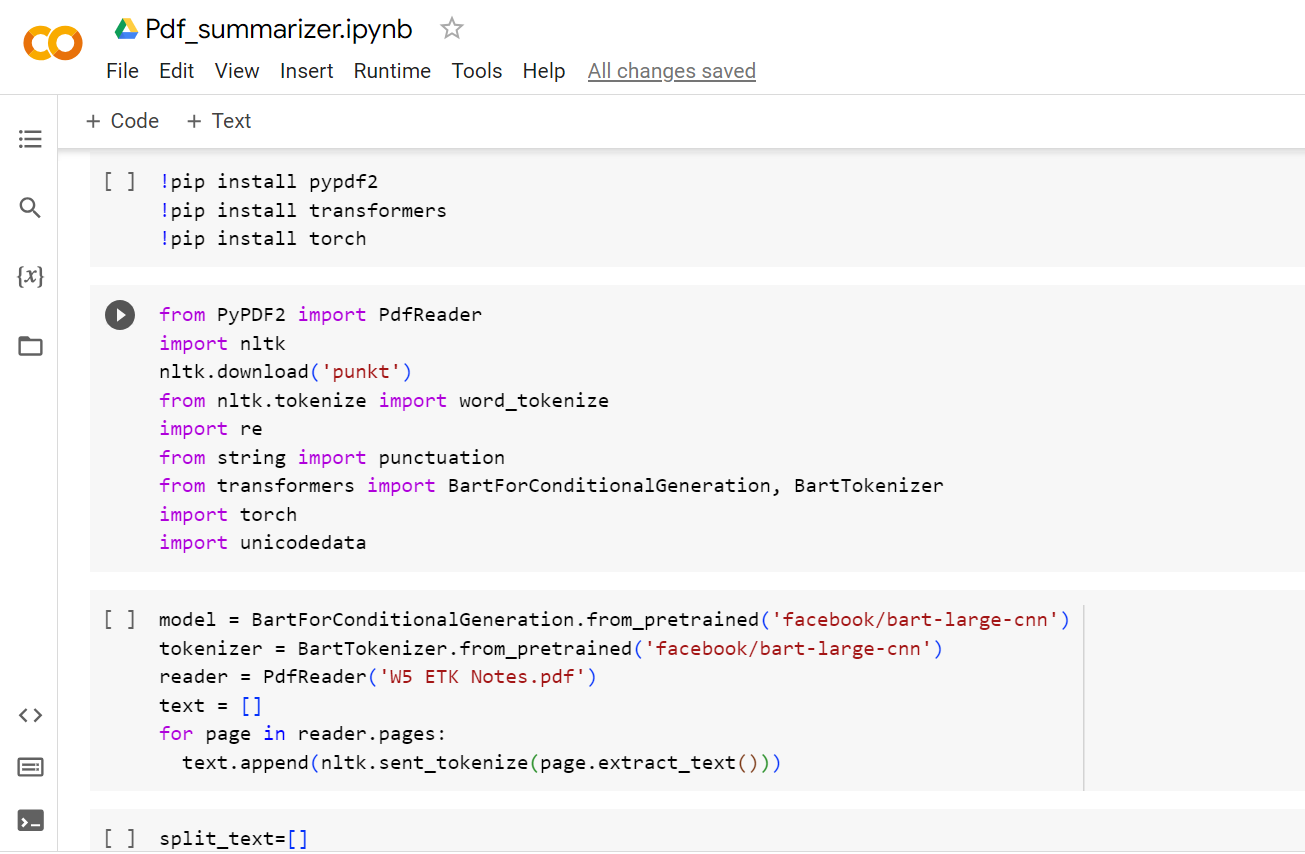 Pdf_summarizer.ipynb
File Edit View Insert Runtime Tools Help All changes saved
+ Code + Text
[ ] !pip install pypdf2
!pip install transformers
!pip install torch
from PyPDF2 import PdfReader
import nltk
nltk.download('punkt')
from nltk.tokenize import word_tokenize
import re
from string import punctuation
from transformers import BartForConditionalGeneration, BartTokenizer
import torch
import unicodedata
[ ] model = BartForConditionalGeneration.from_pretrained('facebook/bart-large-cnn')
tokenizer = BartTokenizer.from_pretrained('facebook/bart-large-cnn')
reader = PdfReader('W5 ETK Notes.pdf')
text = []
for page in reader.pages:
  text.append(nltk.sent_tokenize(page.extract_text()))
[ ] split_text=[]